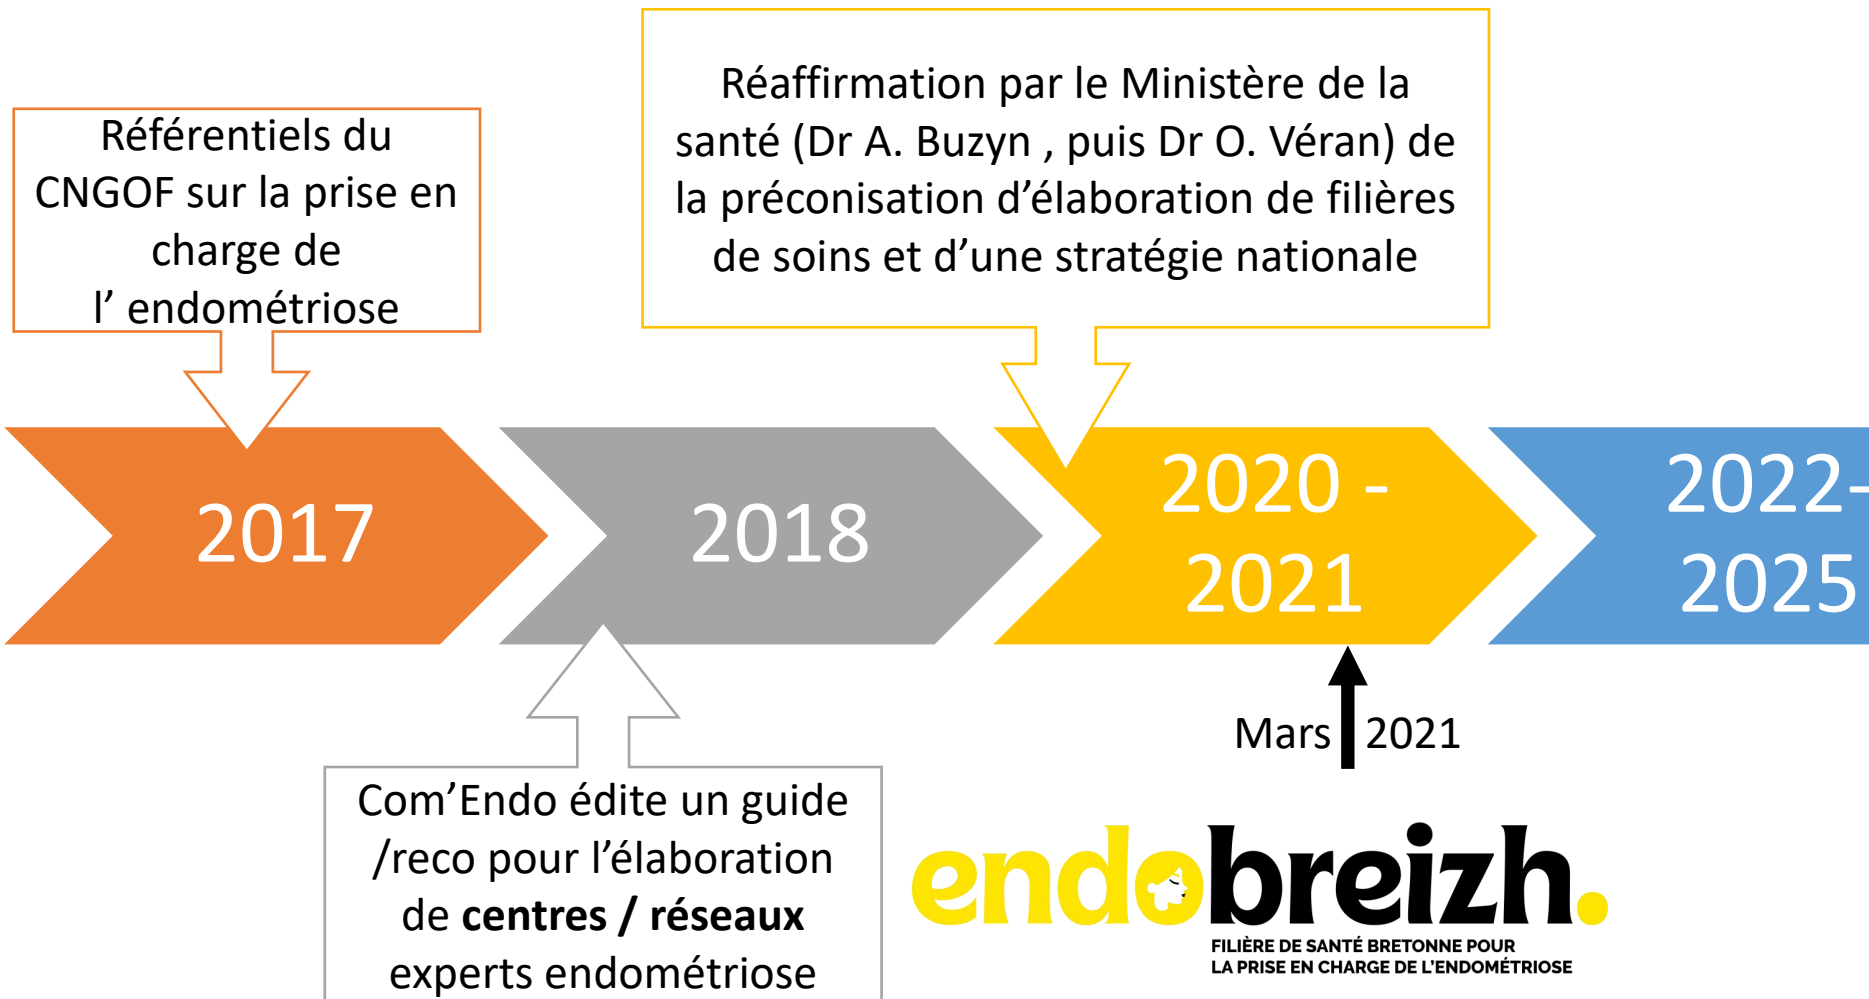 Référentiels du
CNGOF sur la prise en
charge de
l’ endométriose
Réaffirmation par le Ministère de la
santé (Dr A. Buzyn , puis Dr O. Véran) de
la préconisation d’élaboration de filières
de soins et d’une stratégie nationale
2017
2018
2020 -
2021
2022-
2025
Mars 2021
Com’Endo édite un guide
/reco pour l’élaboration
de centres / réseaux
experts endométriose
endobreizh.
FILIÈRE DE SANTÉ BRETONNE POUR
LA PRISE EN CHARGE DE L’ENDOMÉTRIOSE